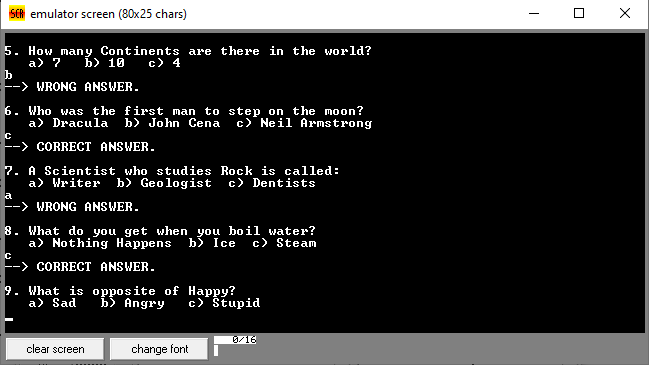 SCR emulator screen (80x25 chars)
5. How many Continents are there in the world?
a) 7 b) 10 c) 4
b
--> WRONG ANSWER.
6. Who was the first man to step on the moon?
a) Dracula b) John Cena c) Neil Armstrong
c
--> CORRECT ANSWER.
7. A Scientist who studies Rock is called:
a) Writer b) Geologist c) Dentists
a
--> WRONG ANSWER.
8. What do you get when you boil water?
a) Nothing Happens b) Ice c) Steam
c
--> CORRECT ANSWER.
9. What is opposite of Happy?
a) Sad b) Angry c) Stupid
clear screen change font 0/16